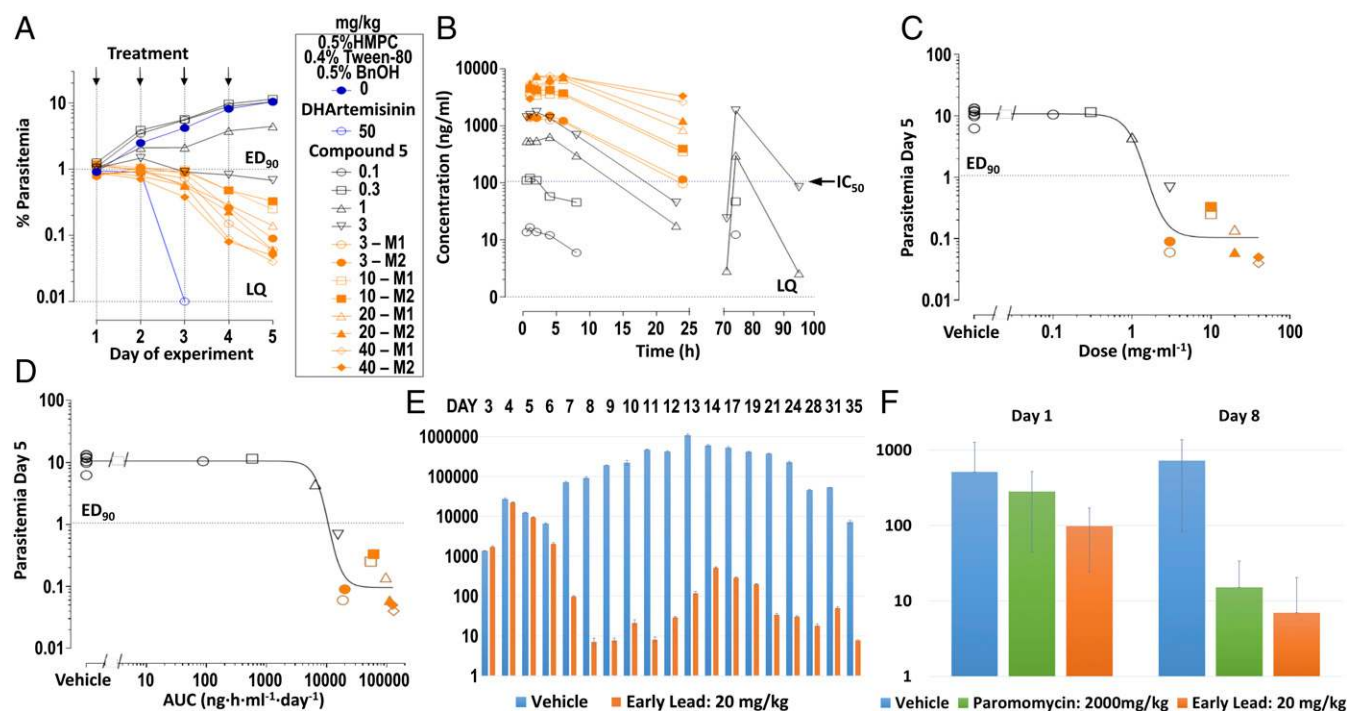 A
Treatment
% Parasitemia
10
1
0.1
0.01
ED90
LQ
1 2 3 4 5
Day of experiment
mg/kg
0.5%HMPC
0.4% Tween-80
0.5% BnOH
0
DHArtemisinin
50
Compound 5
0.1
0.3
1
3
3 – M1
3 – M2
10 – M1
10 – M2
20 – M1
20 – M2
40 – M1
40 – M2
B
Concentration (ng/ml)
10000
1000
100
10
0
IC50
LQ
0 5 10 15 20 25 70 75 80 85 90 95 100
Time (h)
C
Parasitemia Day 5
100
10
1
0.1
0.01
ED90
Vehicle 0.1 1 10 100
Dose (mg·ml-1)
D
Parasitemia Day 5
100
10
1
0.1
0.01
ED90
Vehicle 10 100 1000 10000 100000
AUC (ng·h·ml-1·day-1)
E
DAY 3 4 5 6 7 8 9 10 11 12 13 14 17 19 21 24 28 31 35
1000000
100000
10000
1000
100
10
1
Vehicle Early Lead: 20 mg/kg
F
Day 1 Day 8
1000
100
10
1
Vehicle Paromomycin: 2000mg/kg Early Lead: 20 mg/kg